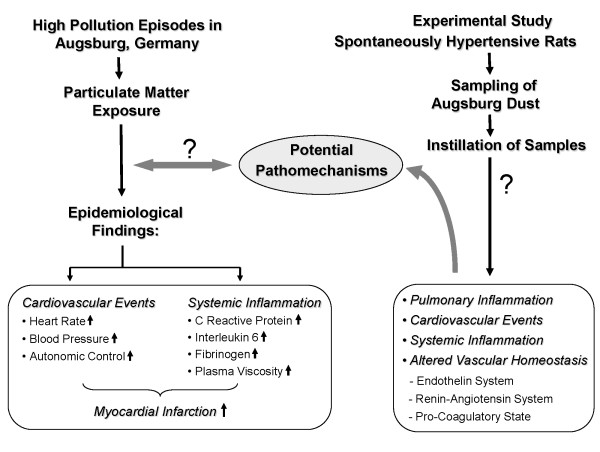 High Pollution Episodes in
Augsburg, Germany
Particulate Matter
Exposure
Epidemiological
Findings:
Cardiovascular Events
• Heart Rate ⬆
• Blood Pressure ⬆
• Autonomic Control ⬆
Systemic Inflammation
• C Reactive Protein ⬆
• Interleukin 6 ⬆
• Fibrinogen ⬆
• Plasma Viscosity ⬆
Myocardial Infarction ⬆
?
Potential
Pathomechanisms
Experimental Study
Spontaneously Hypertensive Rats
Sampling of
Augsburg Dust
Instillation of Samples
?
• Pulmonary Inflammation
• Cardiovascular Events
• Systemic Inflammation
• Altered Vascular Homeostasis
- Endothelin System
- Renin-Angiotensin System
- Pro-Coagulatory State